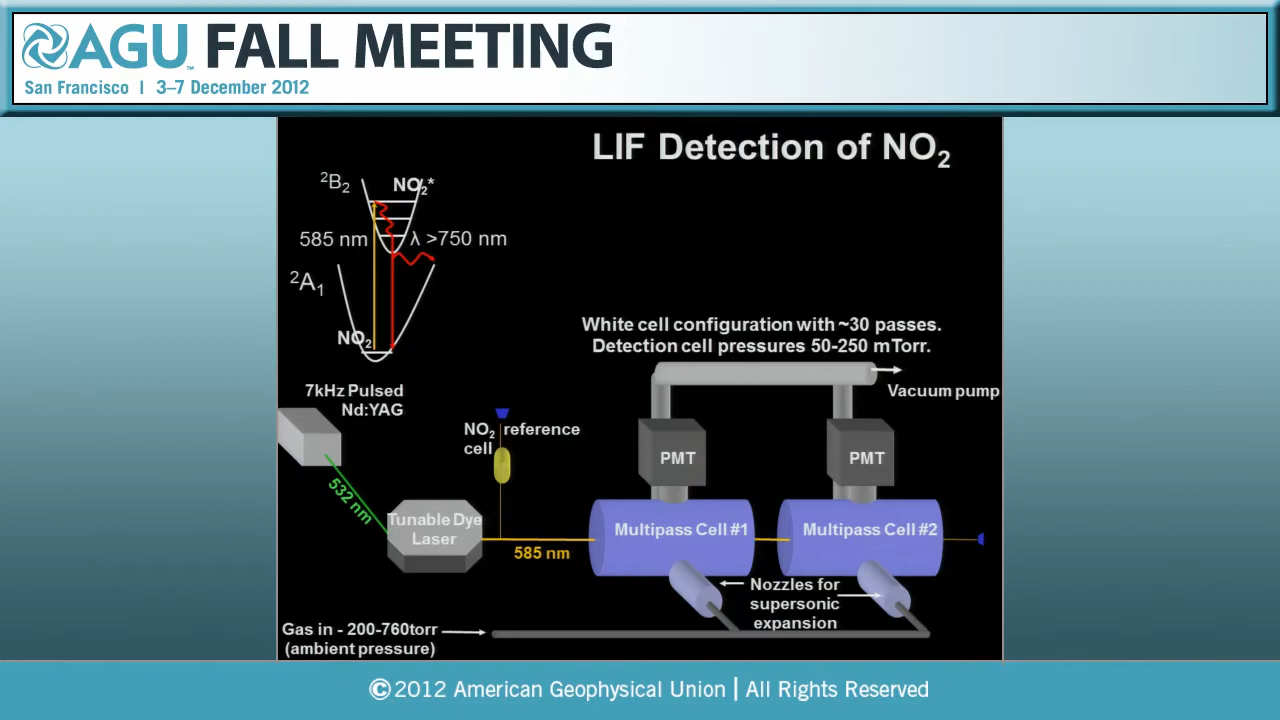 AGU™ FALL MEETING
San Francisco | 3–7 December 2012
LIF Detection of NO₂
²B₂
NO₂*
585 nm
λ >750 nm
²A₁
NO₂
White cell configuration with ~30 passes.
Detection cell pressures 50-250 mTorr.
Vacuum pump
7kHz Pulsed
Nd:YAG
NO₂ reference
cell
PMT
PMT
532 nm
Tunable Dye
Laser
585 nm
Multipass Cell #1
Multipass Cell #2
Nozzles for
supersonic
expansion
Gas in - 200-760torr
(ambient pressure)
©2012 American Geophysical Union | All Rights Reserved